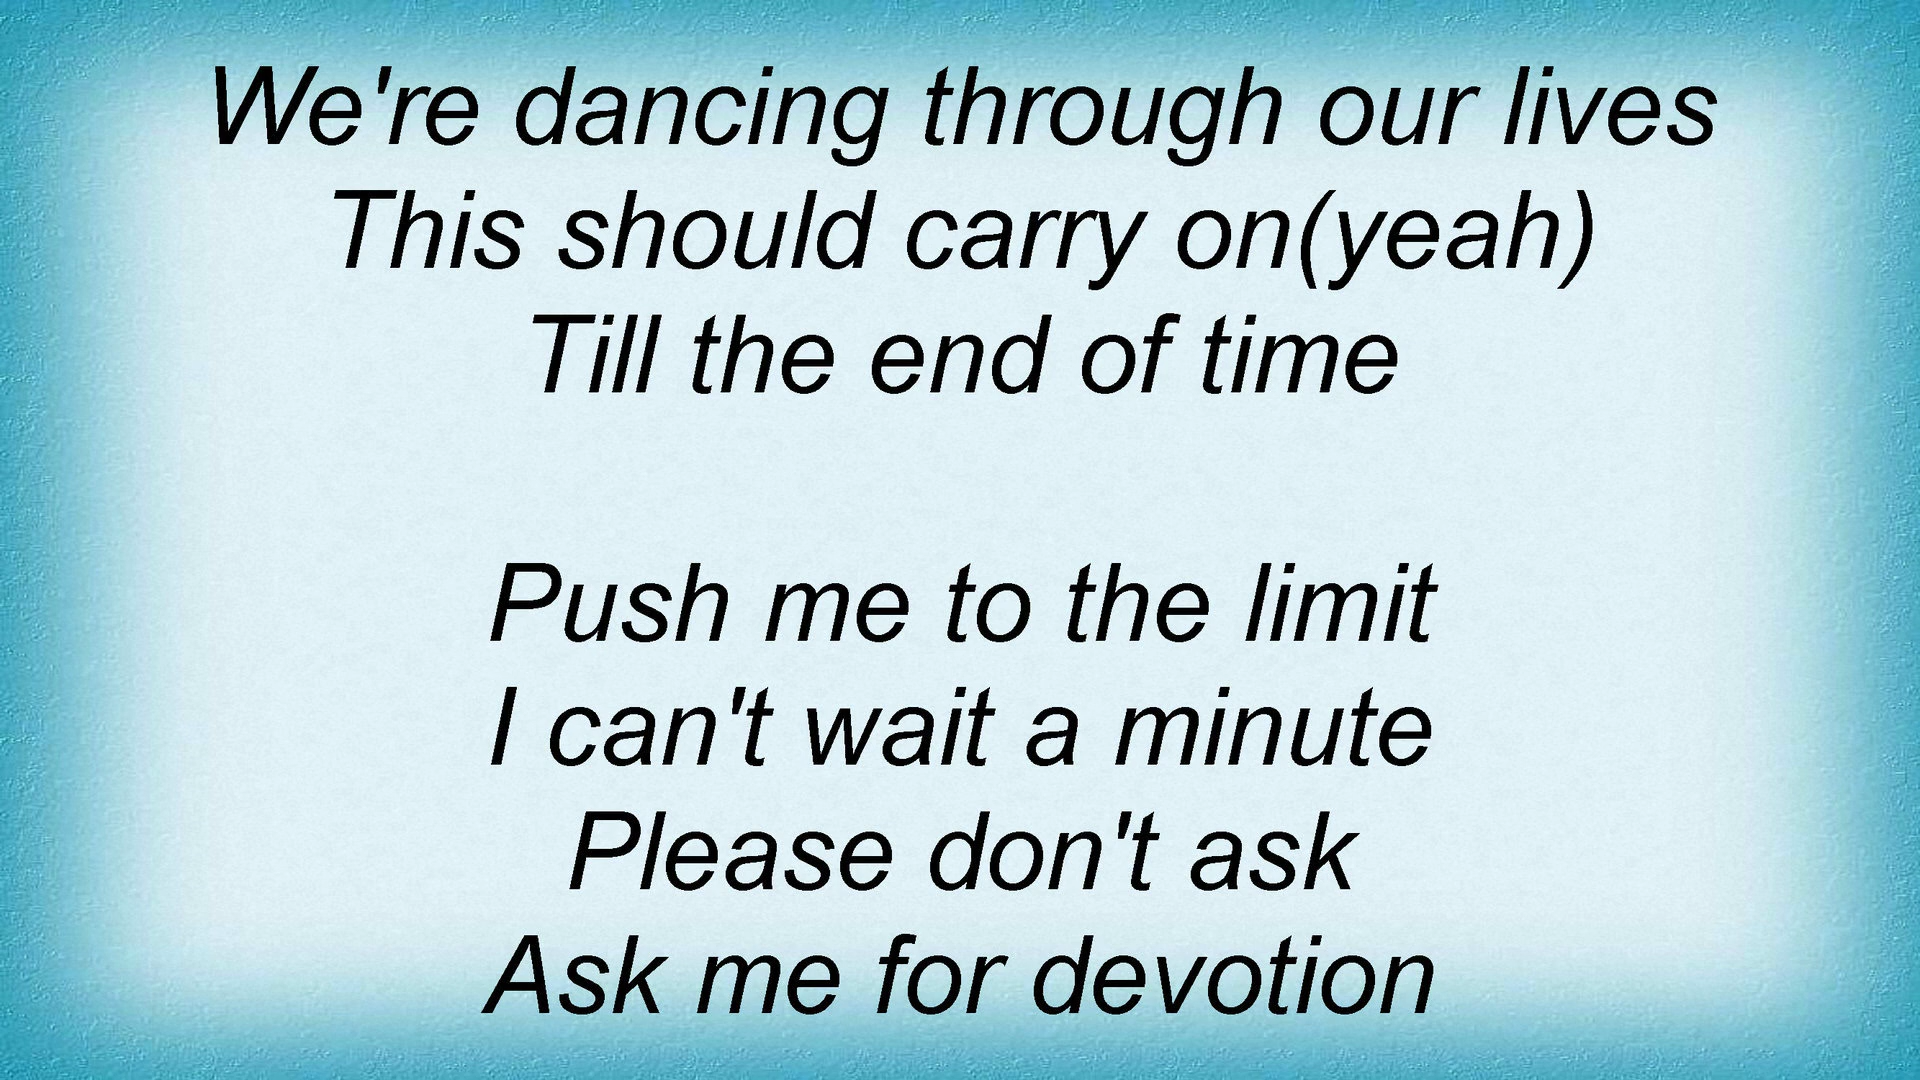 We're dancing through our lives
This should carry on(yeah)
Till the end of time
Push me to the limit
I can't wait a minute
Please don't ask
Ask me for devotion